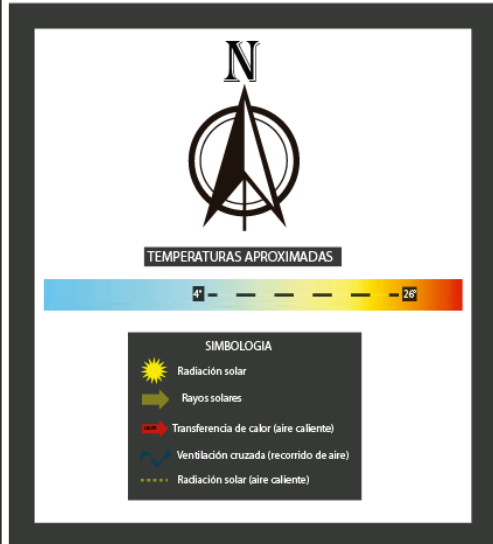 N
TEMPERATURAS APROXIMADAS
4° 26°
SIMBOLOGIA
Radiación solar
Rayos solares
Transferencia de calor (aire caliente)
Ventilación cruzada (recorrido de aire)
Radiación solar (aire caliente)